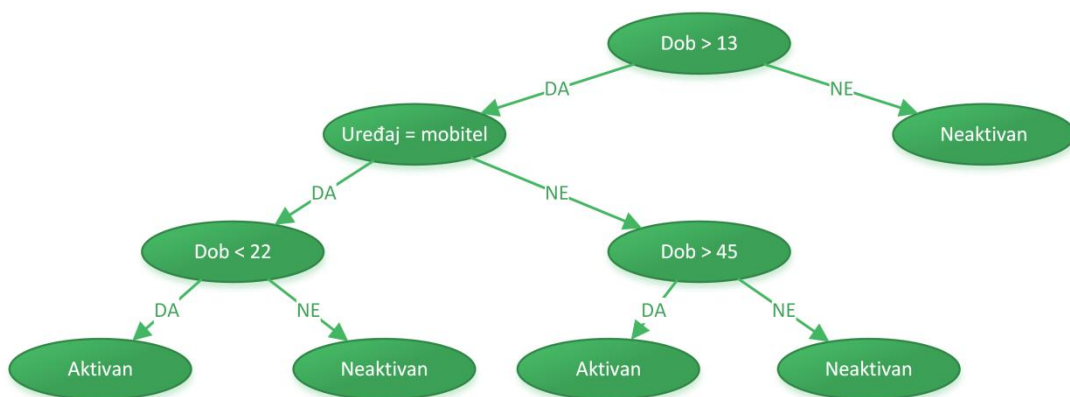 Dob > 13
DA
NE
Uređaj = mobitel
Neaktivan
DA
NE
Dob < 22
Dob > 45
DA
NE
DA
NE
Aktivan
Neaktivan
Aktivan
Neaktivan